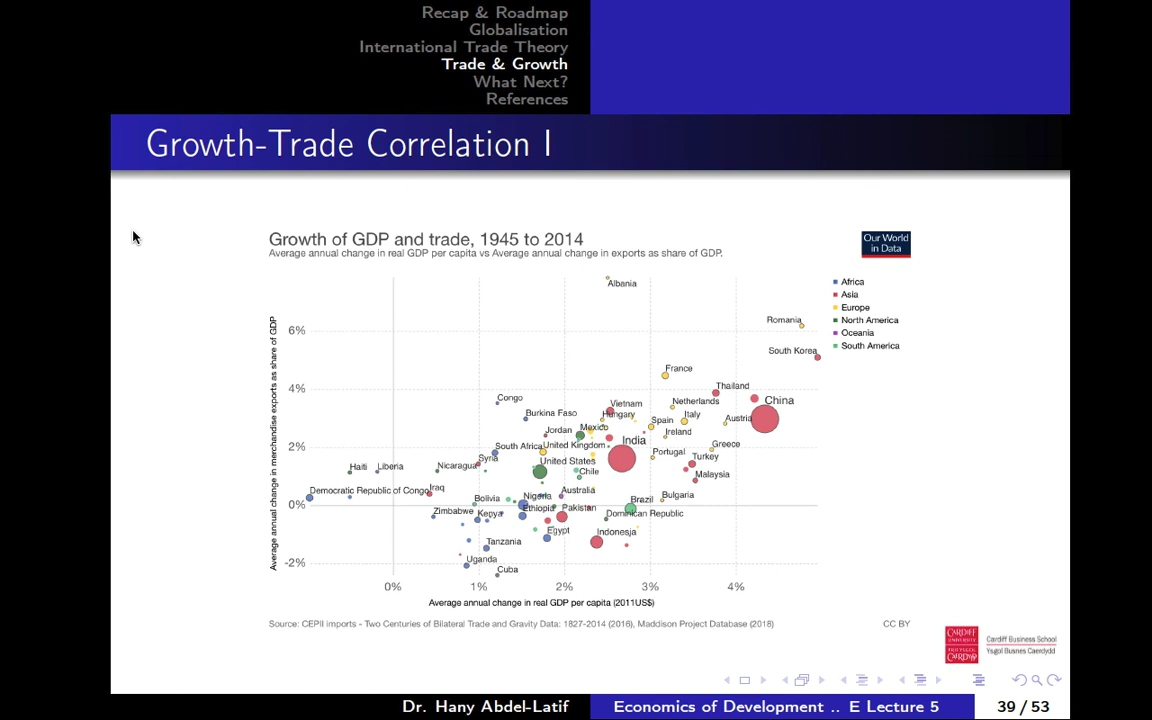 Recap & Roadmap
Globalisation
International Trade Theory
Trade & Growth
What Next?
References
Growth-Trade Correlation I
Growth of GDP and trade, 1945 to 2014
Average annual change in real GDP per capita vs Average annual change in exports as share of GDP.
Our World
in Data
Africa
Asia
Europe
North America
Oceania
South America
Average annual change in merchandise exports as share of GDP
6%
4%
2%
0%
-2%
Albania
Romania
South Korea
France
Thailand
China
Congo
Vietnam
Netherlands
Burkina Faso
Hungary
Italy
Austria
Spain
Jordan
Mexico
Ireland
India
South Africa
United Kingdom
Greece
Portugal
Turkey
Syria
United States
Haiti
Liberia
Nicaragua
Chile
Malaysia
Democratic Republic of Congo
Iraq
Bolivia
Nigeria
Australia
Brazil
Bulgaria
Zimbabwe
Kenya
Ethiopia
Pakistan
Dominican Republic
Egypt
Indonesia
Tanzania
Uganda
Cuba
0%
1%
2%
3%
4%
Average annual change in real GDP per capita (2011US$)
Source: CEPII imports - Two Centuries of Bilateral Trade and Gravity Data: 1827-2014 (2016), Maddison Project Database (2018)
CC BY
CARDIFF
UNIVERSITY
PRIFYSGOL
CAERDYDD
Cardiff Business School
Ysgol Busnes Caerdydd
Dr. Hany Abdel-Latif
Economics of Development .. E Lecture 5
39 / 53